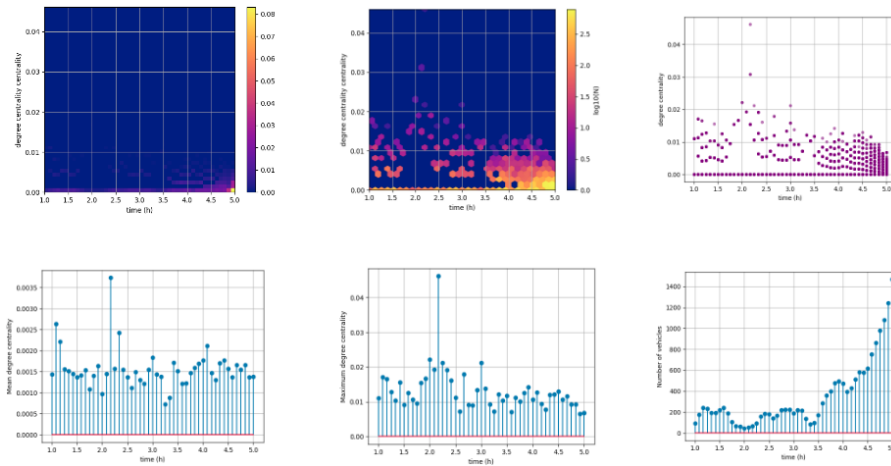 0.08
0.07
0.06
0.05
0.04
0.03
0.02
0.01
0.00
degree centrality centrality
0.04
0.03
0.02
0.01
0.00
1.0 1.5 2.0 2.5 3.0 3.5 4.0 4.5 5.0
time (h)
degree centrality centrality
0.04
0.03
0.02
0.01
0.00
1.0 1.5 2.0 2.5 3.0 3.5 4.0 4.5 5.0
time (h)
2.5
2.0
1.5
1.0
0.5
0.0
log10(N)
degree centrality
0.04
0.03
0.02
0.01
0.00
1.0 1.5 2.0 2.5 3.0 3.5 4.0 4.5 5.0
time (h)
Mean degree centrality
0.0035
0.0030
0.0025
0.0020
0.0015
0.0010
0.0005
0.0000
1.0 1.5 2.0 2.5 3.0 3.5 4.0 4.5 5.0
time (h)
Maximum degree centrality
0.04
0.03
0.02
0.01
0.00
1.0 1.5 2.0 2.5 3.0 3.5 4.0 4.5 5.0
time (h)
Number of vehicles
1400
1200
1000
800
600
400
200
0
1.0 1.5 2.0 2.5 3.0 3.5 4.0 4.5 5.0
time (h)